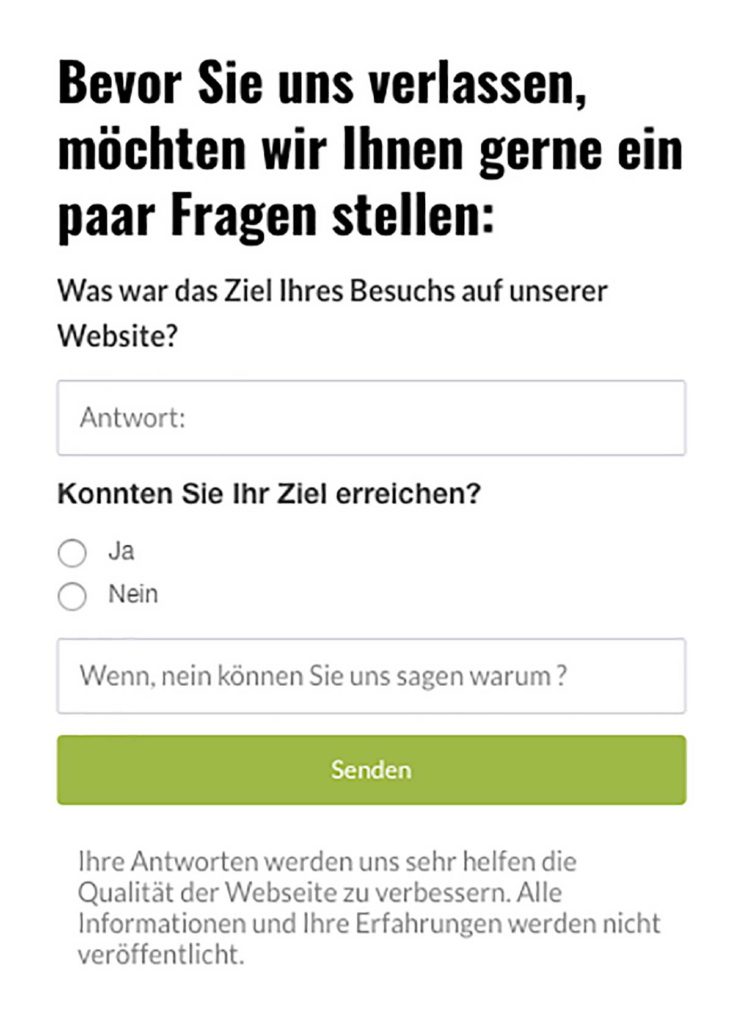 Bevor Sie uns verlassen,
möchten wir Ihnen gerne ein
paar Fragen stellen:
Was war das Ziel Ihres Besuchs auf unserer
Website?
Antwort:
Konnten Sie Ihr Ziel erreichen?
Ja
Nein
Wenn, nein können Sie uns sagen warum ?
Senden
Ihre Antworten werden uns sehr helfen die
Qualität der Webseite zu verbessern. Alle
Informationen und Ihre Erfahrungen werden nicht
veröffentlicht.